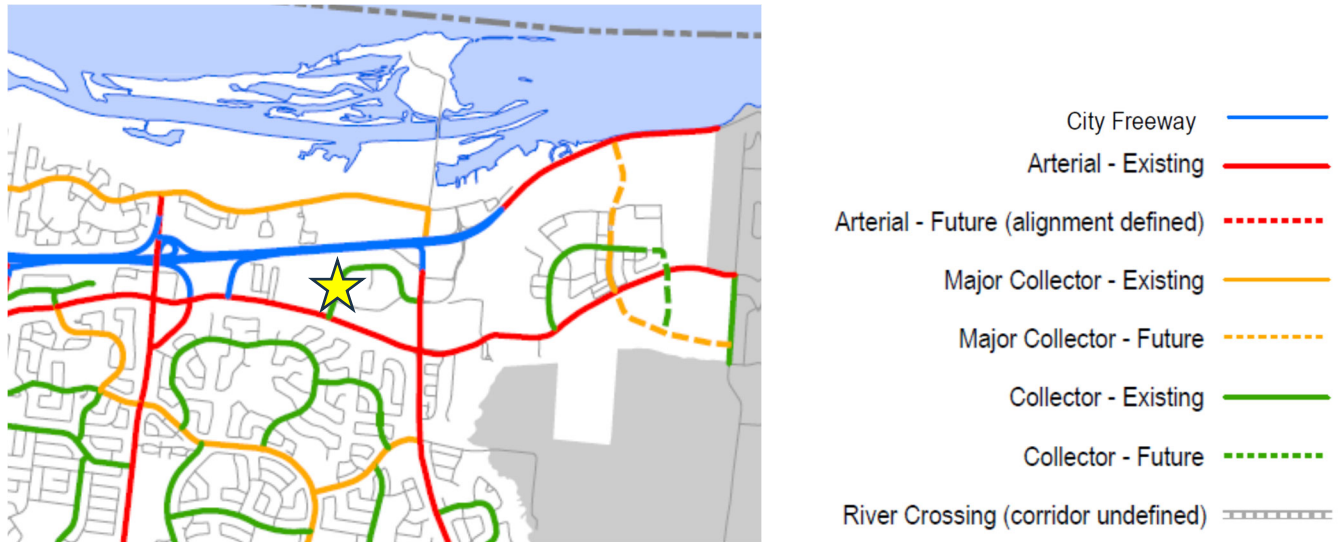 City Freeway
Arterial - Existing
Arterial - Future (alignment defined)
Major Collector - Existing
Major Collector - Future
Collector - Existing
Collector - Future
River Crossing (corridor undefined)